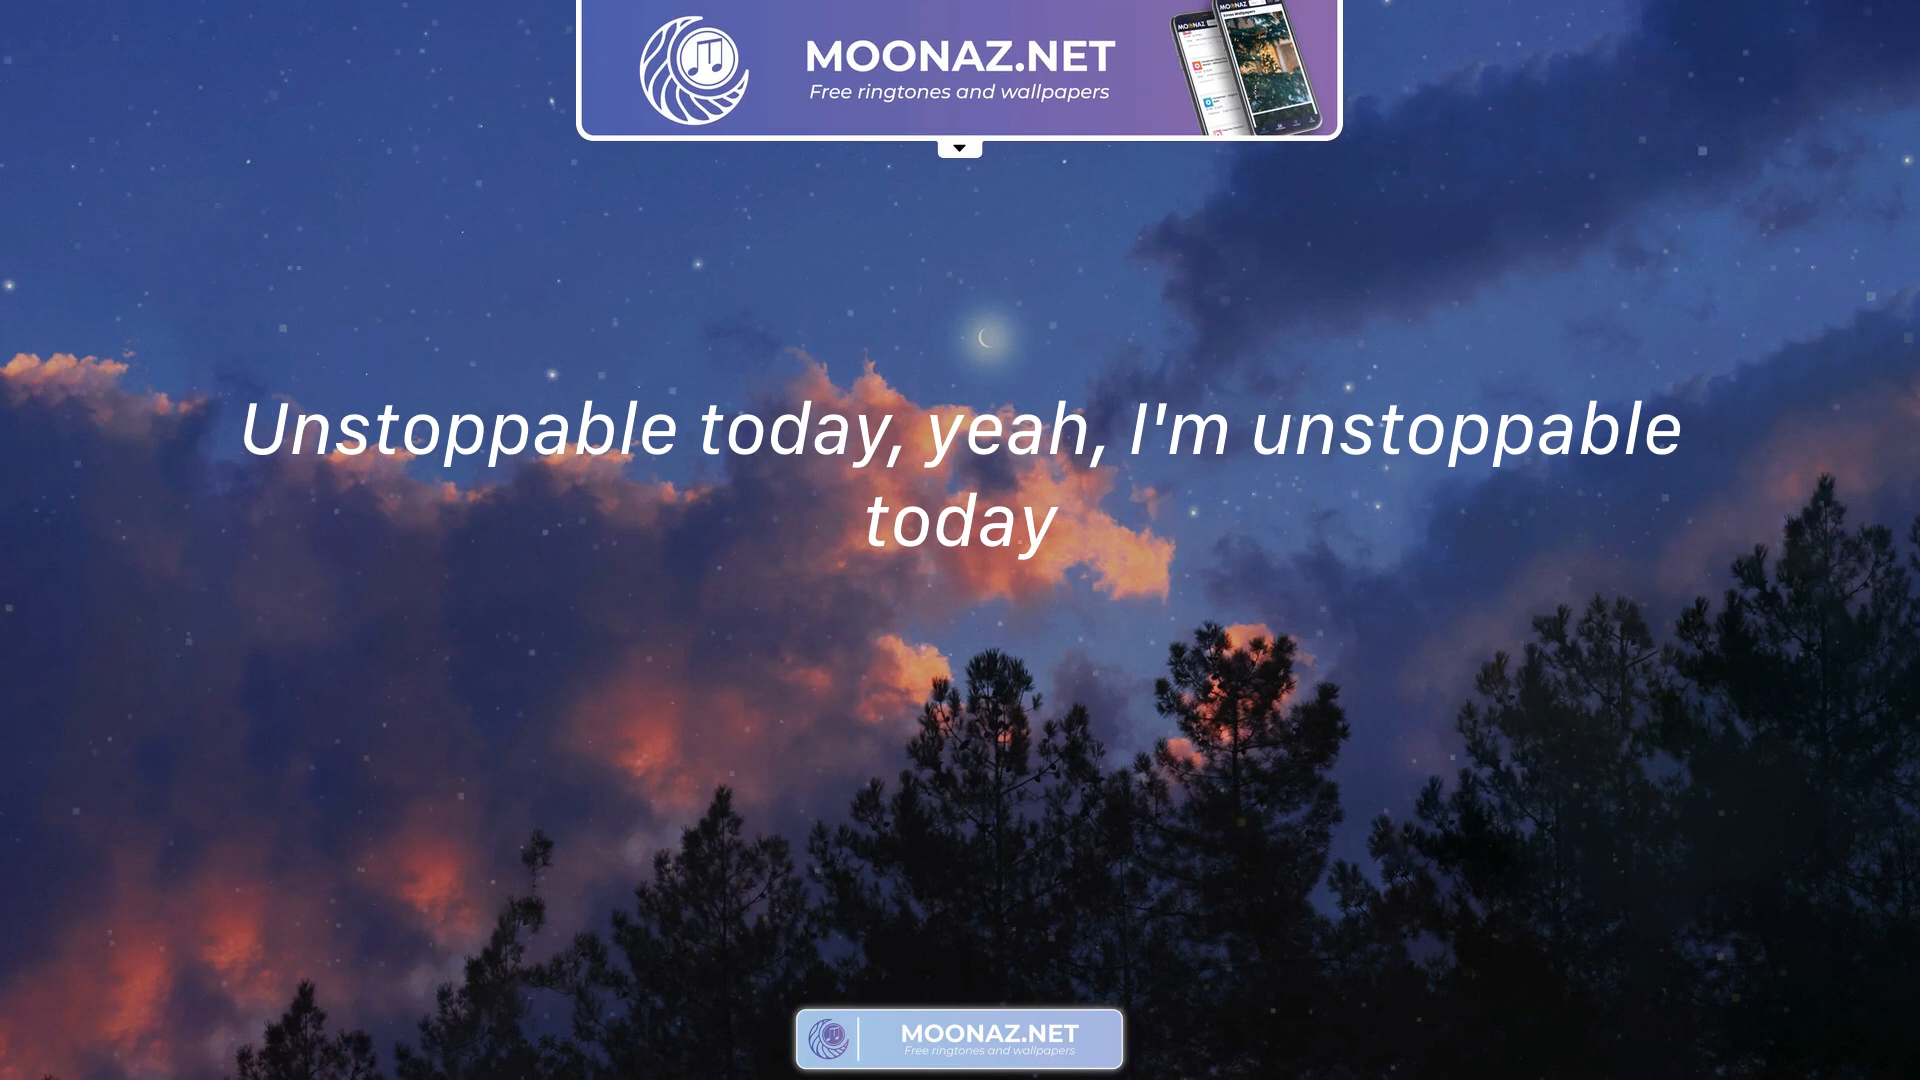 MOONAZ.NET
Free ringtones and wallpapers
Unstoppable today, yeah, I'm unstoppable
today
MOONAZ.NET
Free ringtones and wallpapers